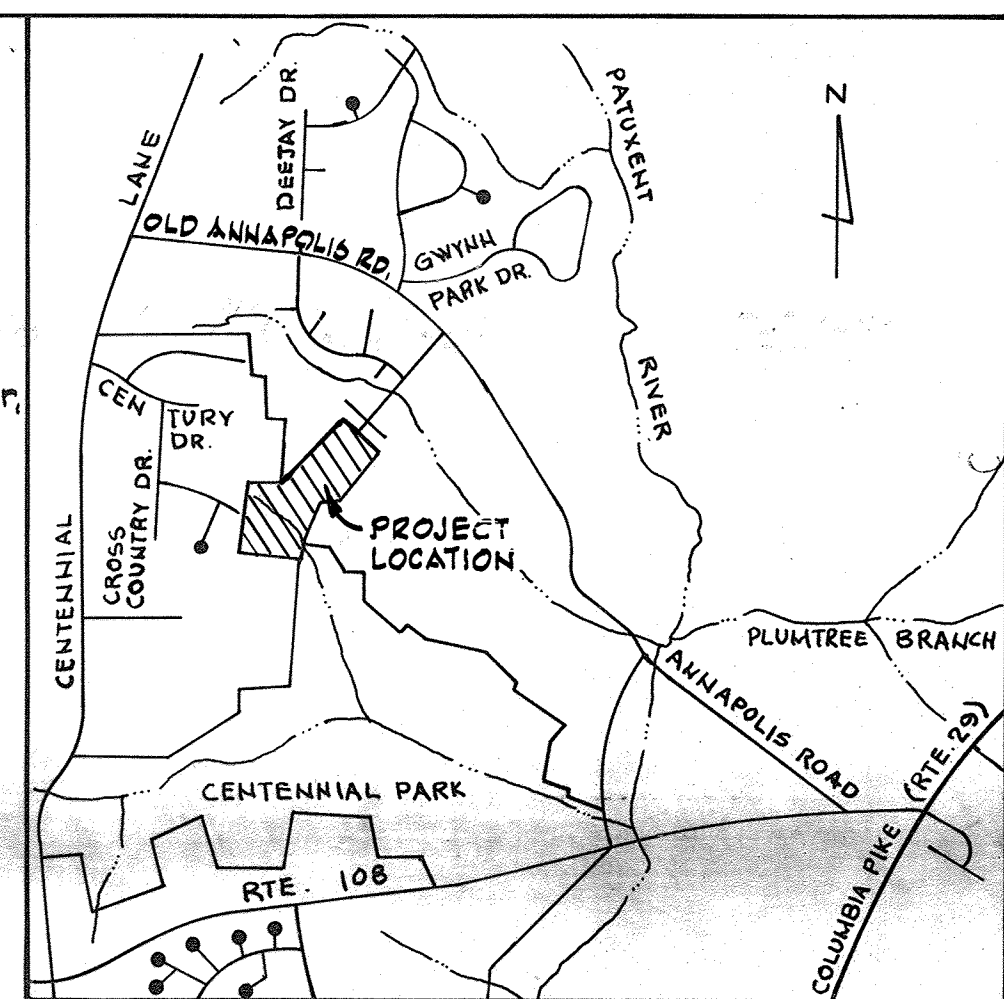 DEEJAY DR.
PATUXENT
N
LANE
OLD ANNAPOLIS RD.
GWYNN
PARK DR.
RIVER
CEN
TURY
DR.
CROSS
COUNTRY DR.
PROJECT
LOCATION
CENTENNIAL
PLUMTREE BRANCH
ANNAPOLIS ROAD
(RTE. 29)
CENTENNIAL PARK
RTE. 108
COLUMBIA PIKE